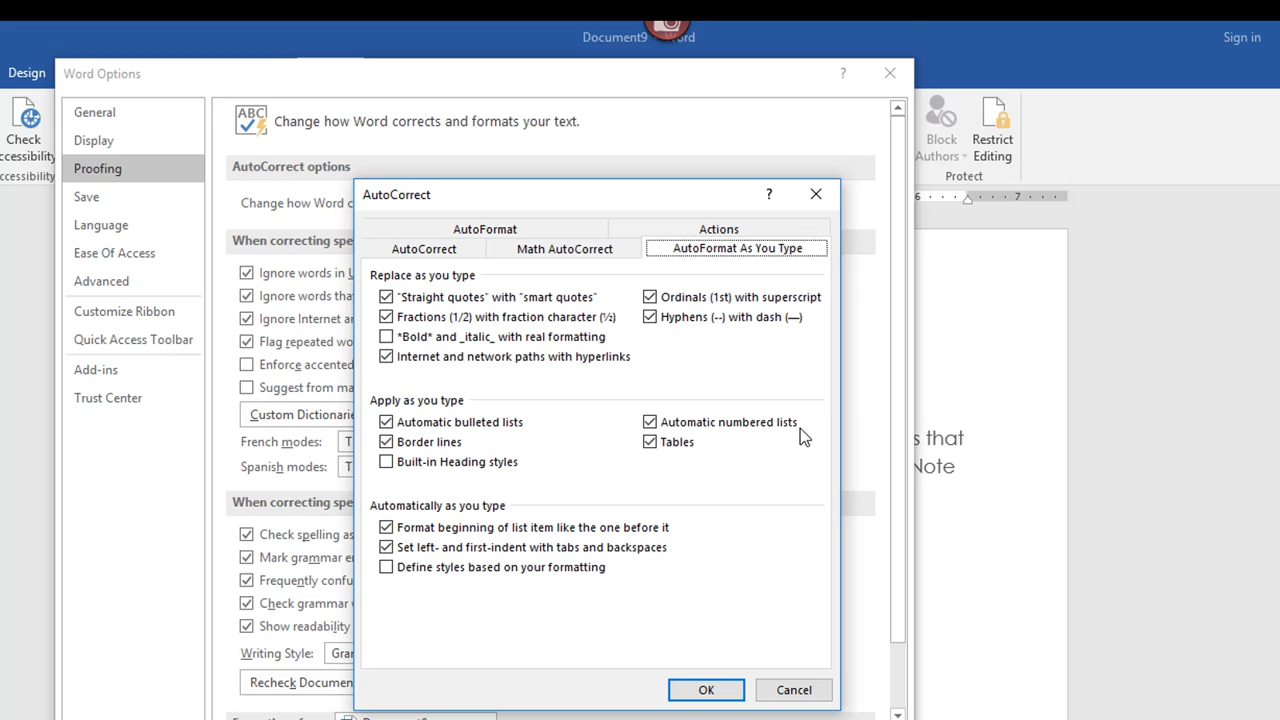 Document9 - Word
Sign in
Design
Word Options
?
Check
ccessibility
ccessibility
Block
Authors
Restrict
Editing
Protect
6
7
General
Display
Proofing
Save
Language
Ease Of Access
Advanced
Customize Ribbon
Quick Access Toolbar
Add-ins
Trust Center
ABC
Change how Word corrects and formats your text.
AutoCorrect options
Change how Word c
When correcting spe
Ignore words in U
Ignore words tha
Ignore Internet ar
Flag repeated wo
Enforce accented
Suggest from ma
Custom Dictionarie
French modes: T
Spanish modes: T
When correcting spe
Check spelling as
Mark grammar er
Frequently confu
Check grammar w
Show readability
Writing Style: Gra
Recheck Documen
AutoCorrect
?
AutoFormat
Actions
AutoCorrect
Math AutoCorrect
AutoFormat As You Type
Replace as you type
"Straight quotes" with “smart quotes”
Ordinals (1st) with superscript
Fractions (1/2) with fraction character (½)
Hyphens (--) with dash (—)
*Bold* and _italic_ with real formatting
Internet and network paths with hyperlinks
Apply as you type
Automatic bulleted lists
Automatic numbered lists
Border lines
Tables
Built-in Heading styles
Automatically as you type
Format beginning of list item like the one before it
Set left- and first-indent with tabs and backspaces
Define styles based on your formatting
OK
Cancel
s that
Note